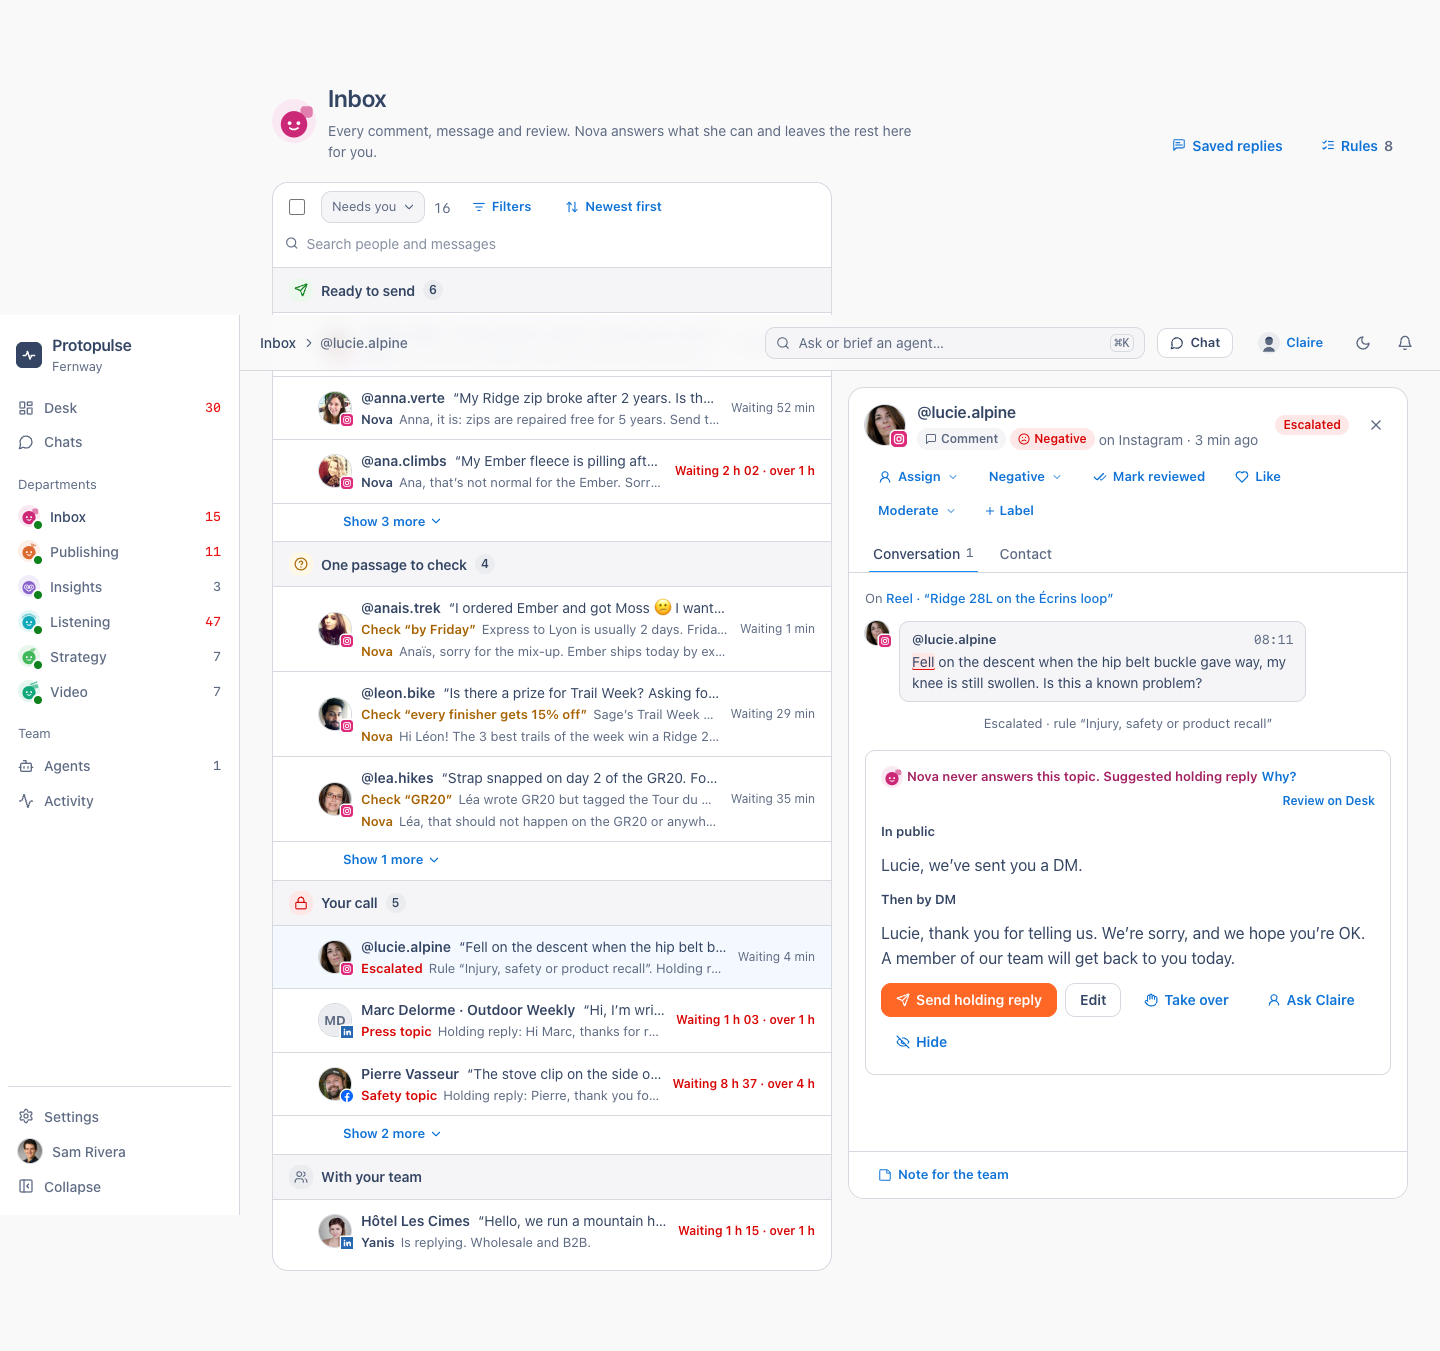 Inbox
Every comment, message and review. Nova answers what she can and leaves the rest here
for you.
Saved replies
Rules 8
Needs you
16
Filters
Newest first
Search people and messages
Ready to send 6
Protopulse
Fernway
Inbox > @lucie.alpine
Ask or brief an agent…
⌘K
Chat
Claire
Desk 30
Chats
Departments
Inbox 15
Publishing 11
Insights 3
Listening 47
Strategy 7
Video 7
Team
Agents 1
Activity
Settings
Sam Rivera
Collapse
@anna.verte “My Ridge zip broke after 2 years. Is th…
Waiting 52 min
Nova Anna, it is: zips are repaired free for 5 years. Send t…
@ana.climbs “My Ember fleece is pilling aft…
Waiting 2 h 02 · over 1 h
Nova Ana, that’s not normal for the Ember. Sorr…
Show 3 more
One passage to check 4
@anais.trek “I ordered Ember and got Moss 😕 I want…
Check “by Friday” Express to Lyon is usually 2 days. Frida…
Waiting 1 min
Nova Anaïs, sorry for the mix-up. Ember ships today by ex…
@leon.bike “Is there a prize for Trail Week? Asking fo…
Check “every finisher gets 15% off” Sage’s Trail Week …
Waiting 29 min
Nova Hi Léon! The 3 best trails of the week win a Ridge 2…
@lea.hikes “Strap snapped on day 2 of the GR20. Fo…
Check “GR20” Léa wrote GR20 but tagged the Tour du …
Waiting 35 min
Nova Léa, that should not happen on the GR20 or anywh…
Show 1 more
Your call 5
@lucie.alpine “Fell on the descent when the hip belt b…
Waiting 4 min
Escalated Rule “Injury, safety or product recall”. Holding r…
MD
Marc Delorme · Outdoor Weekly “Hi, I’m wri…
Waiting 1 h 03 · over 1 h
Press topic Holding reply: Hi Marc, thanks for r…
Pierre Vasseur “The stove clip on the side o…
Waiting 8 h 37 · over 4 h
Safety topic Holding reply: Pierre, thank you fo…
Show 2 more
With your team
Hôtel Les Cimes “Hello, we run a mountain h…
Waiting 1 h 15 · over 1 h
Yanis Is replying. Wholesale and B2B.
@lucie.alpine
Comment
Negative
on Instagram · 3 min ago
Escalated
Assign
Negative
Mark reviewed
Like
Moderate
+ Label
Conversation 1
Contact
On Reel · “Ridge 28L on the Écrins loop”
@lucie.alpine 08:11
Fell on the descent when the hip belt buckle gave way, my
knee is still swollen. Is this a known problem?
Escalated · rule “Injury, safety or product recall”
Nova never answers this topic. Suggested holding reply Why?
Review on Desk
In public
Lucie, we’ve sent you a DM.
Then by DM
Lucie, thank you for telling us. We’re sorry, and we hope you’re OK.
A member of our team will get back to you today.
Send holding reply
Edit
Take over
Ask Claire
Hide
Note for the team